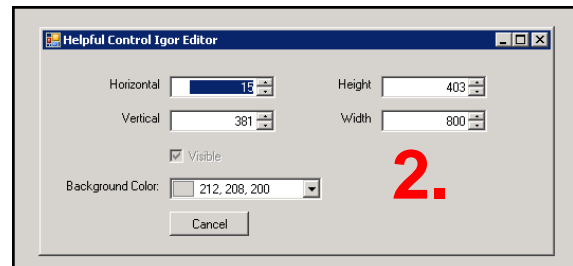 Helpful Control Igor Editor
Horizontal 15 Height 403
Vertical 381 Width 800
Visible
2.
Background Color: 212, 208, 200
Cancel